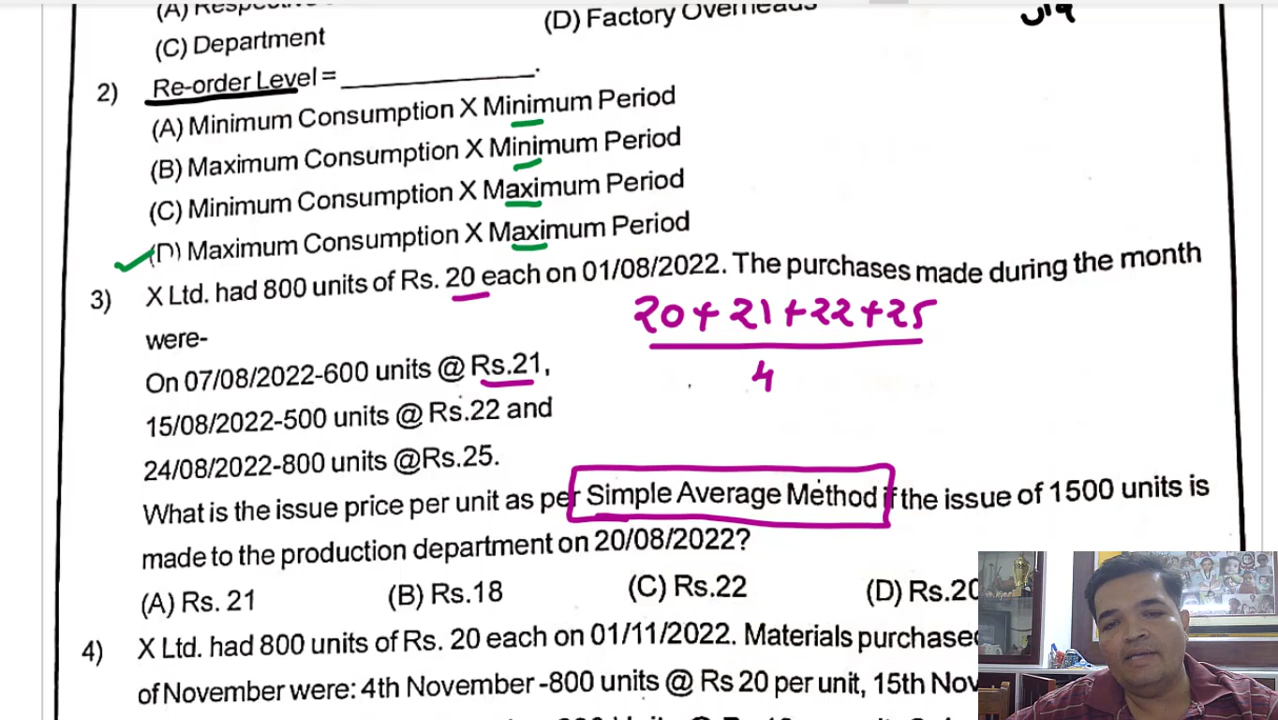 (A) Respective
(D) Factory Overheads
(C) Department
2) Re-order Level = ____________.
(A) Minimum Consumption X Minimum Period
(B) Maximum Consumption X Minimum Period
(C) Minimum Consumption X Maximum Period
(D) Maximum Consumption X Maximum Period
3) X Ltd. had 800 units of Rs. 20 each on 01/08/2022. The purchases made during the month
were-
20+21+22+25
4
On 07/08/2022-600 units @ Rs.21,
15/08/2022-500 units @ Rs.22 and
24/08/2022-800 units @Rs.25.
What is the issue price per unit as per Simple Average Method if the issue of 1500 units is
made to the production department on 20/08/2022?
(A) Rs. 21 (B) Rs.18 (C) Rs.22 (D) Rs.20
4) X Ltd. had 800 units of Rs. 20 each on 01/11/2022. Materials purchased
of November were: 4th November -800 units @ Rs 20 per unit, 15th Nov